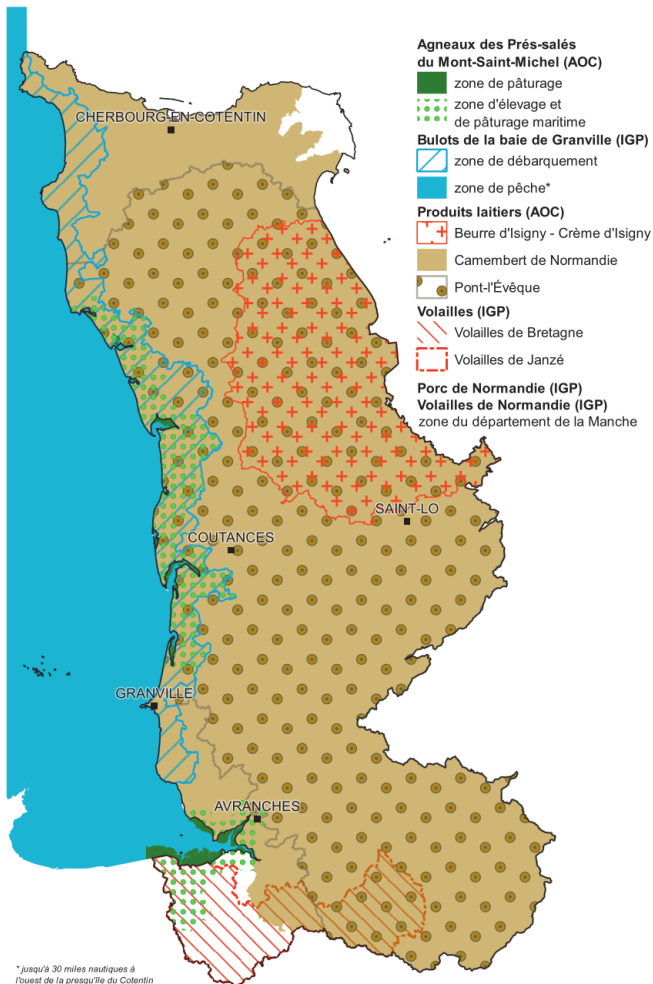 Agneaux des Prés-salés
du Mont-Saint-Michel (AOC)
zone de pâturage
zone d'élevage et
de pâturage maritime
Bulots de la baie de Granville (IGP)
zone de débarquement
zone de pêche*
Produits laitiers (AOC)
Beurre d'Isigny - Crème d'Isigny
Camembert de Normandie
Pont-l'Évêque
Volailles (IGP)
Volailles de Bretagne
Volailles de Janzé
Porc de Normandie (IGP)
Volailles de Normandie (IGP)
zone du département de la Manche
CHERBOURG-EN-COTENTIN
SAINT-LO
COUTANCES
GRANVILLE
AVRANCHES
* jusqu'à 30 miles nautiques à
l'ouest de la presqu'île du Cotentin